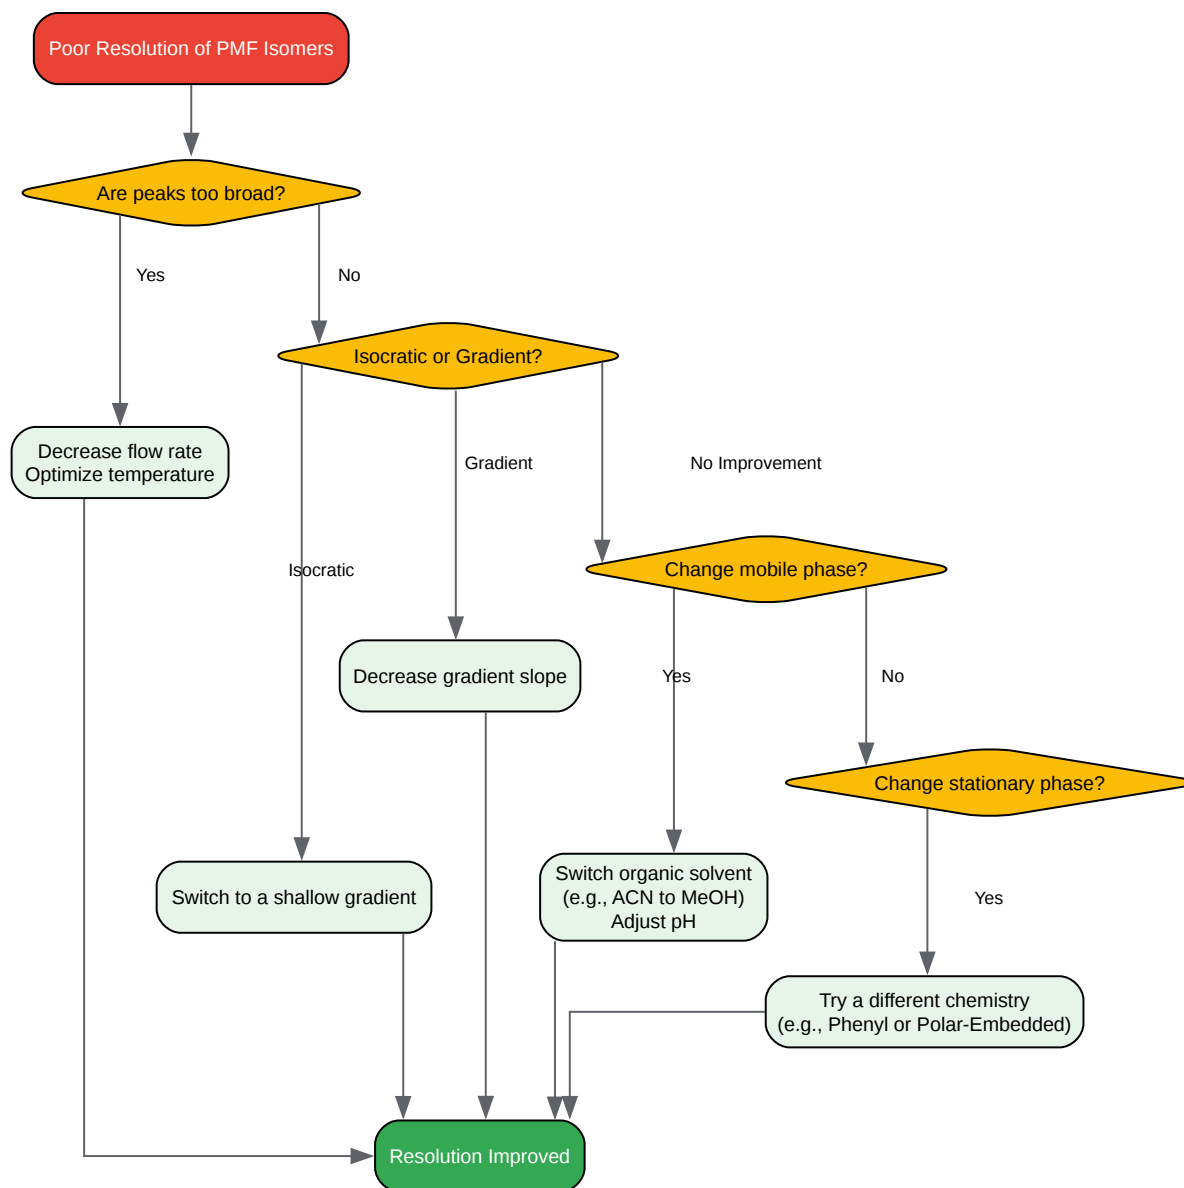 Poor Resolution of PMF Isomers
Are peaks too broad?
Yes
No
Isocratic or Gradient?
Decrease flow rate
Optimize temperature
Gradient
No Improvement
Isocratic
Change mobile phase?
Decrease gradient slope
Yes
No
Change stationary phase?
Switch to a shallow gradient
Switch organic solvent
(e.g., ACN to MeOH)
Adjust pH
Yes
Try a different chemistry
(e.g., Phenyl or Polar-Embedded)
Resolution Improved